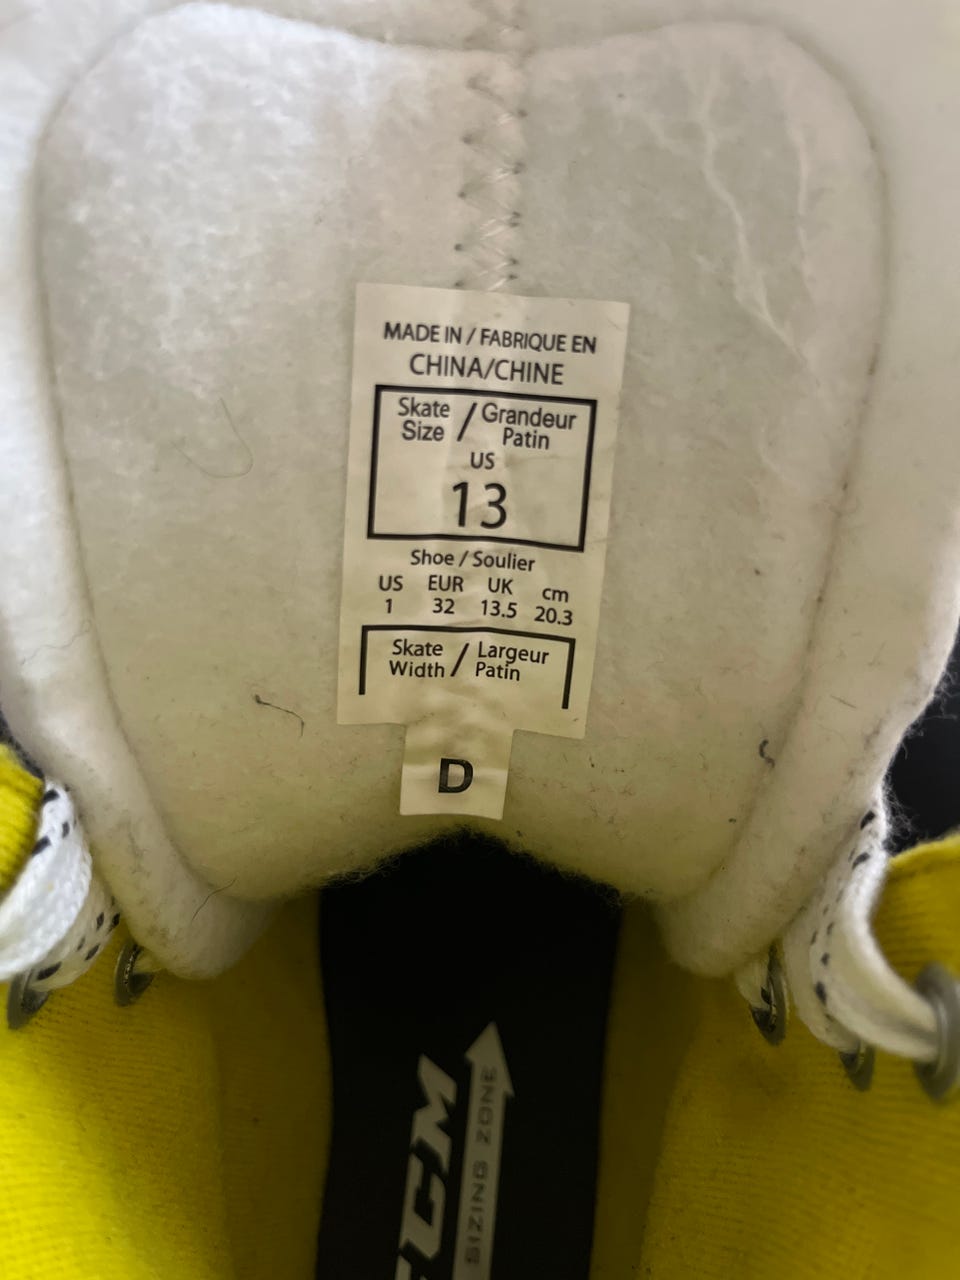 MADE IN / FABRIQUE EN
CHINA/CHINE
Skate Size / Grandeur Patin
US
13
Shoe / Soulier
US EUR UK cm
1 32 13.5 20.3
Skate Width / Largeur Patin
D
CCM
SIZING ZONE